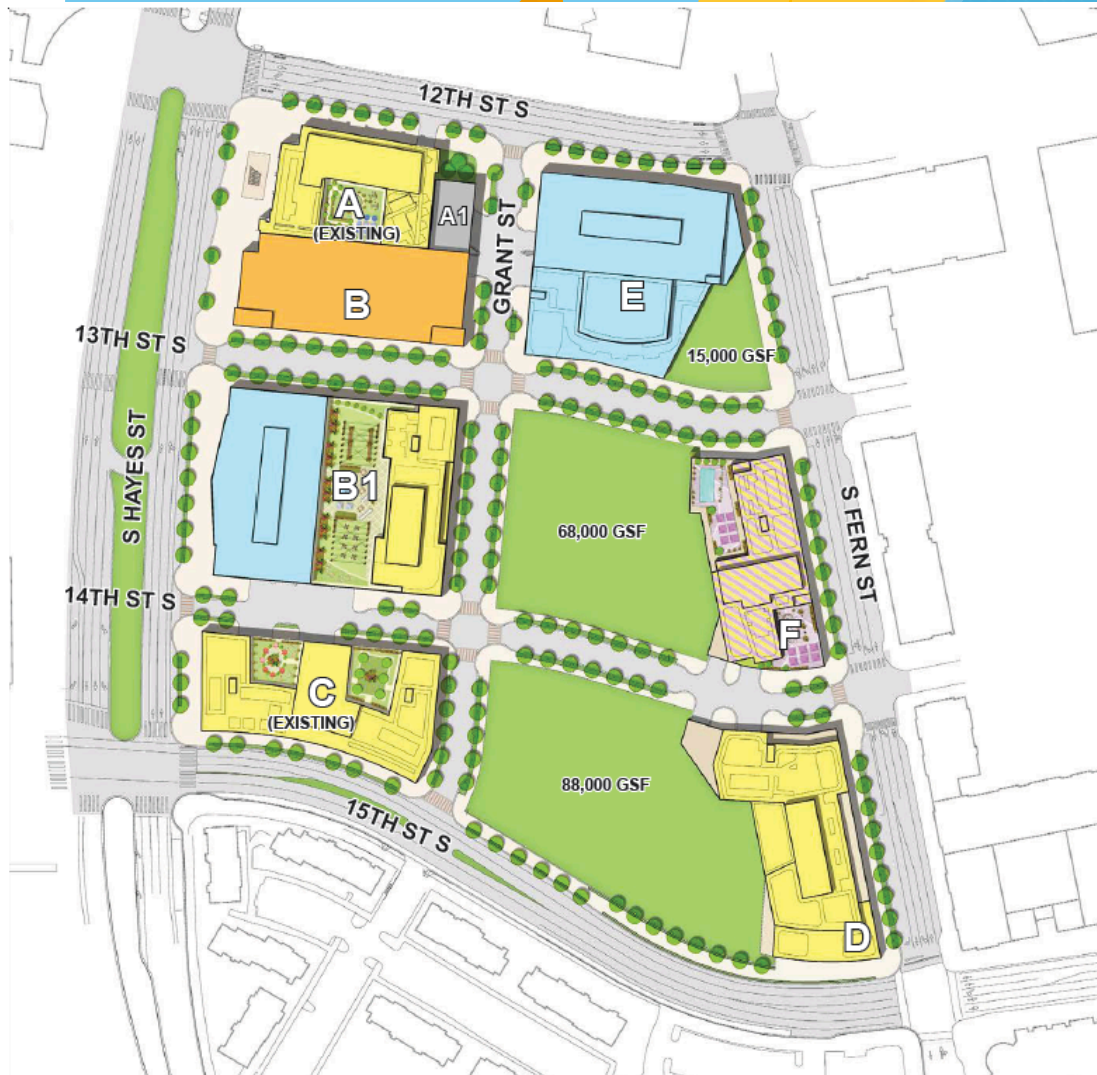 12TH ST S
A
(EXISTING)
A1
GRANT ST
B
E
15,000 GSF
13TH ST S
S HAYES ST
B1
68,000 GSF
S FERN ST
14TH ST S
F
C
(EXISTING)
88,000 GSF
15TH ST S
D